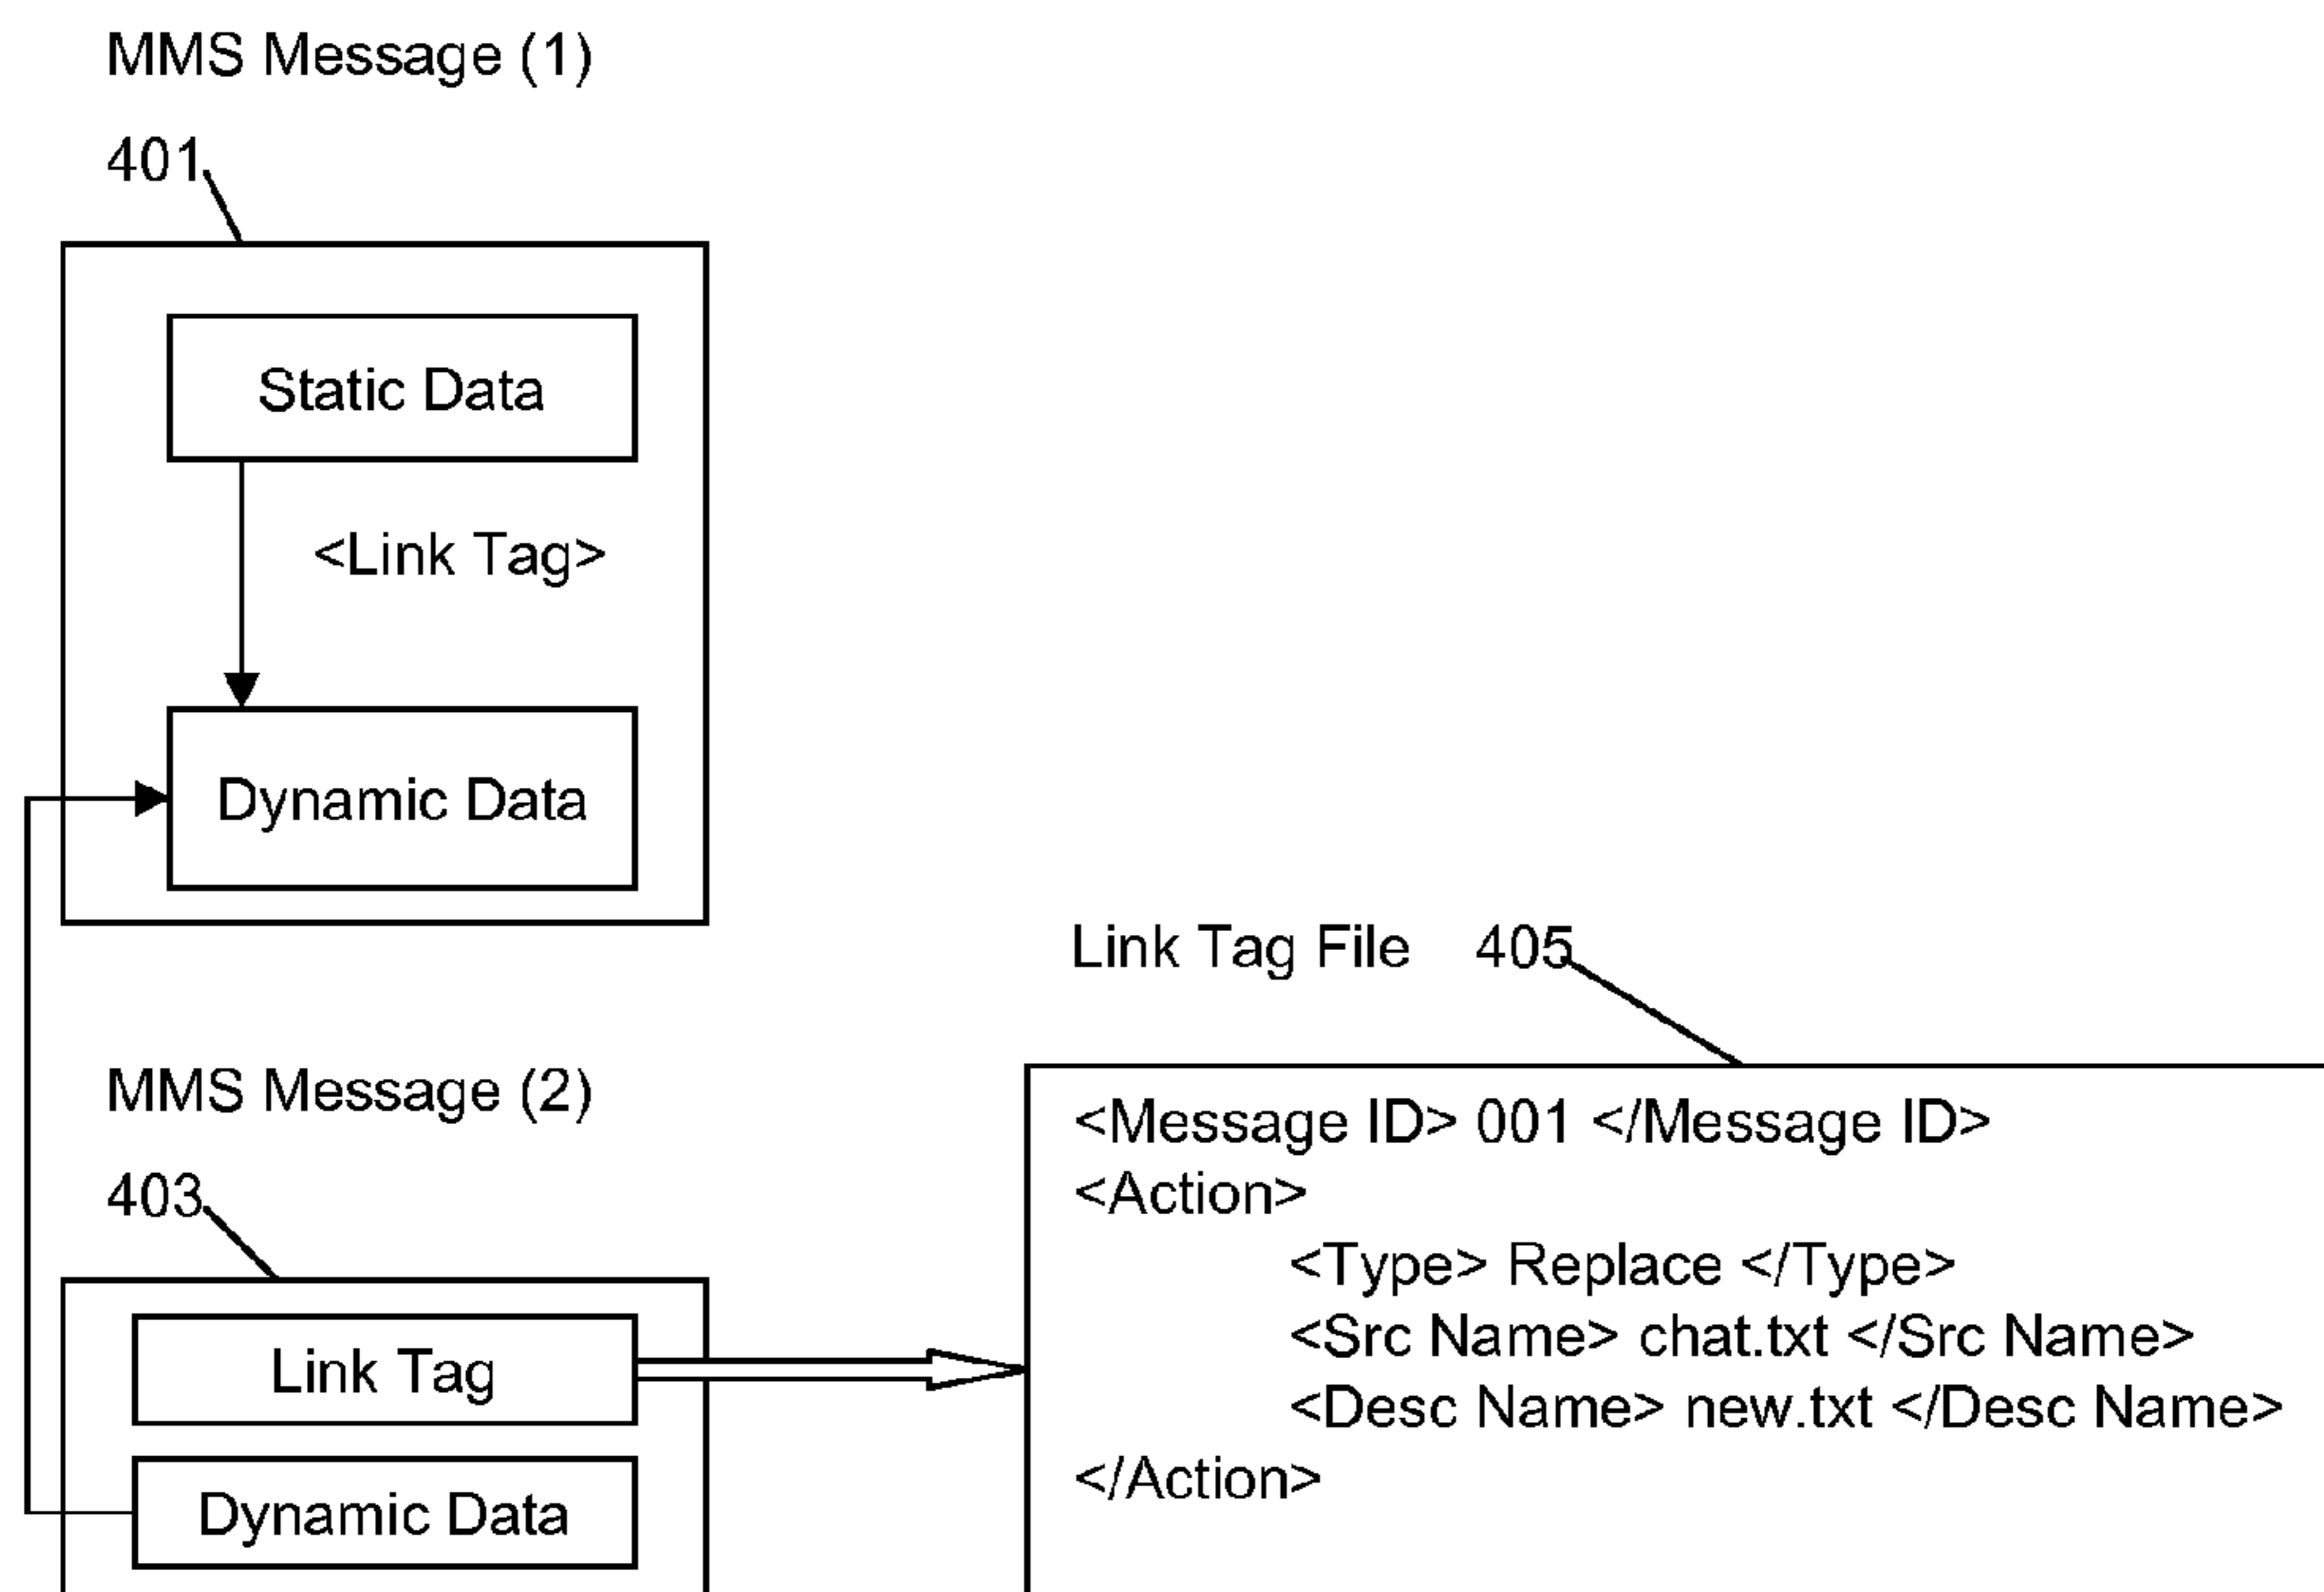 MMS Message (1)
401
Static Data
<Link Tag>
Dynamic Data
Link Tag File 405
MMS Message (2)
403
Link Tag
Dynamic Data
<Message ID> 001 </Message ID>
<Action>
<Type> Replace </Type>
<Src Name> chat.txt </Src Name>
<Desc Name> new.txt </Desc Name>
</Action>